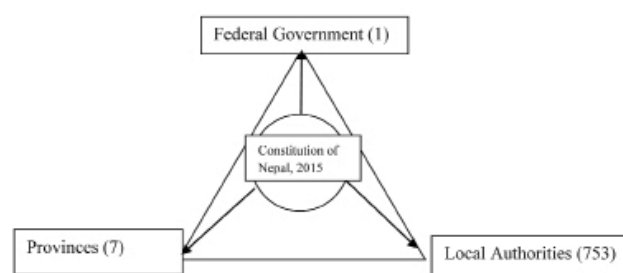 Federal Government (1)
Constitution of
Nepal, 2015
Provinces (7)
Local Authorities (753)